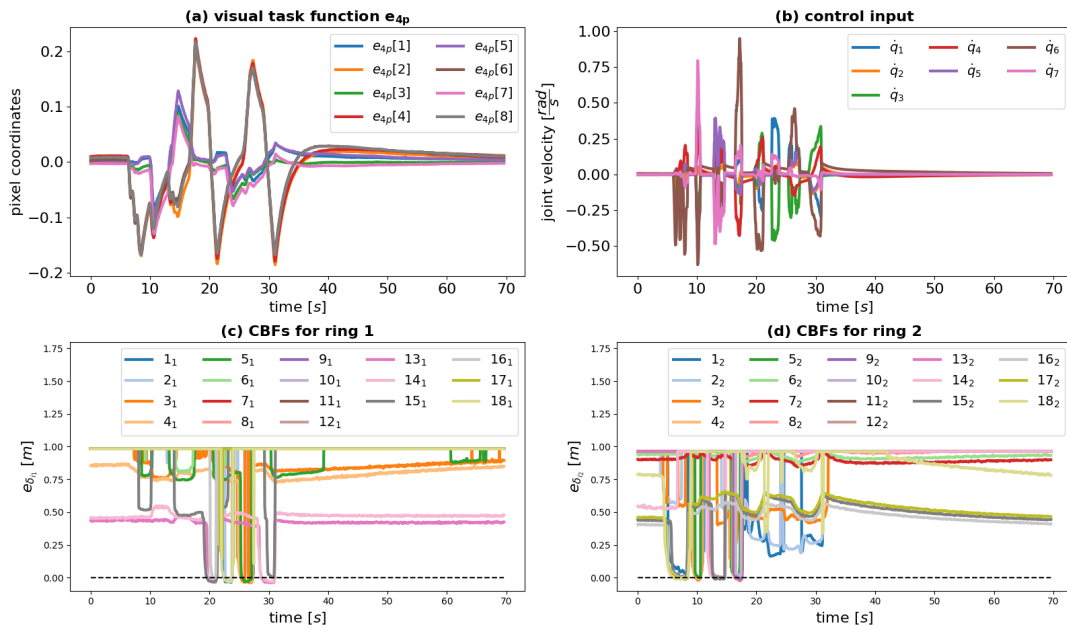 (a) visual task function e₄ₚ
0.2
0.1
0.0
−0.1
−0.2
pixel coordinates
e₄ₚ[1] e₄ₚ[5]
e₄ₚ[2] e₄ₚ[6]
e₄ₚ[3] e₄ₚ[7]
e₄ₚ[4] e₄ₚ[8]
0 10 20 30 40 50 60 70
time [s]
(b) control input
1.00
0.75
0.50
0.25
0.00
−0.25
−0.50
joint velocity [rad/s]
q̇₁ q̇₄ q̇₆
q̇₂ q̇₅ q̇₇
q̇₃
0 10 20 30 40 50 60 70
time [s]
(c) CBFs for ring 1
1.75
1.50
1.25
1.00
0.75
0.50
0.25
0.00
e_δi₁ [m]
1₁ 5₁ 9₁ 13₁ 16₁
2₁ 6₁ 10₁ 14₁ 17₁
3₁ 7₁ 11₁ 15₁ 18₁
4₁ 8₁ 12₁
0 10 20 30 40 50 60 70
time [s]
(d) CBFs for ring 2
1.75
1.50
1.25
1.00
0.75
0.50
0.25
0.00
e_δi₂ [m]
1₂ 5₂ 9₂ 13₂ 16₂
2₂ 6₂ 10₂ 14₂ 17₂
3₂ 7₂ 11₂ 15₂ 18₂
4₂ 8₂ 12₂
0 10 20 30 40 50 60 70
time [s]